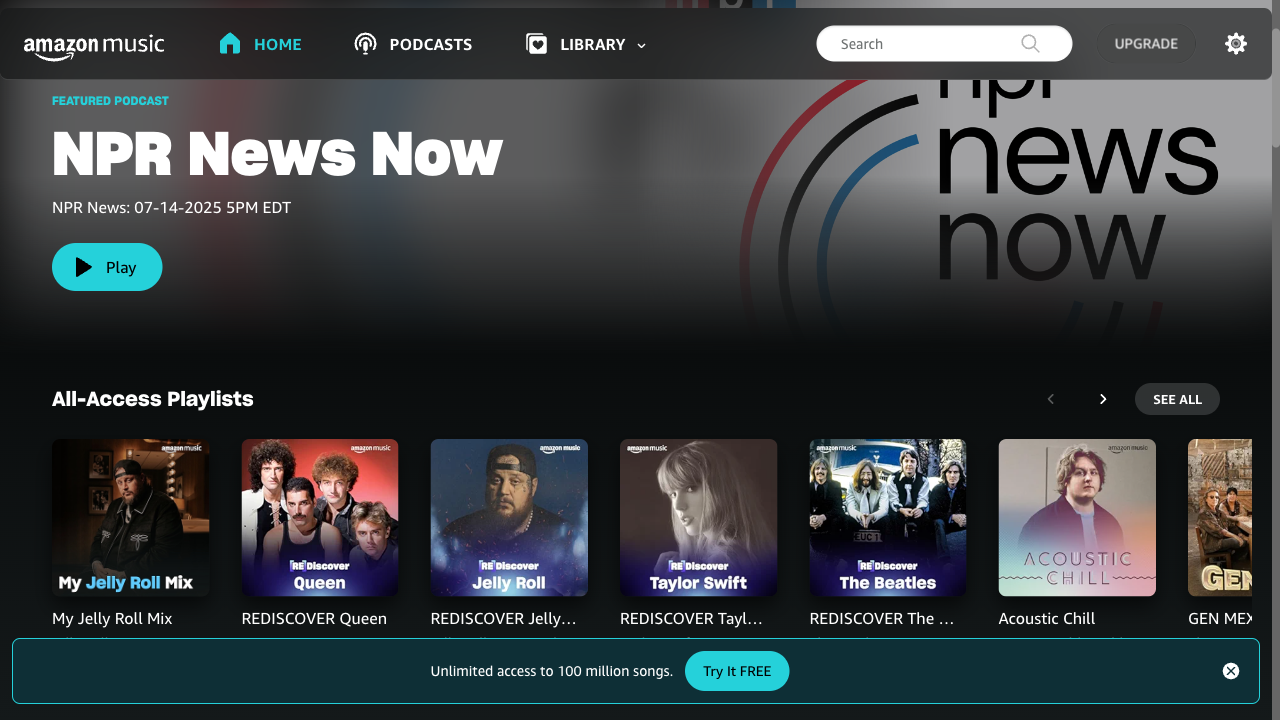 amazon music
HOME
PODCASTS
LIBRARY
Search
UPGRADE
FEATURED PODCAST
NPR News Now
NPR News: 07-14-2025 5PM EDT
Play
npr
news
now
All-Access Playlists
SEE ALL
amazon music
My Jelly Roll Mix
amazon music
[RE]Discover
Queen
amazon music
[RE]Discover
Jelly Roll
amazon music
[RE]Discover
Taylor Swift
amazon music
EUC 1
[RE]Discover
The Beatles
amazon music
ACOUSTIC
CHILL
GEN
My Jelly Roll Mix
REDISCOVER Queen
REDISCOVER Jelly...
REDISCOVER Tayl...
REDISCOVER The ...
Acoustic Chill
GEN MEX
Unlimited access to 100 million songs.
Try It FREE